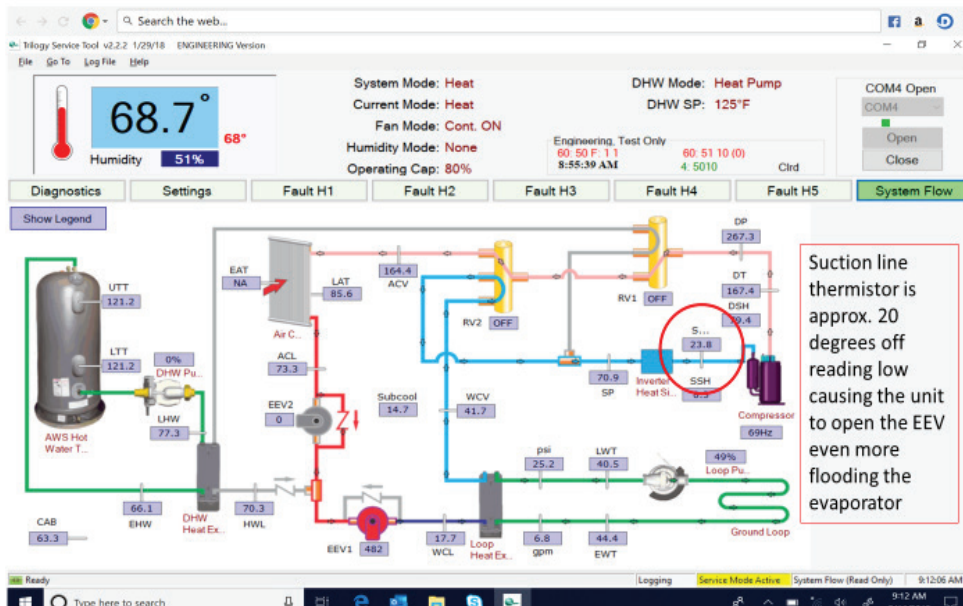 Search the web...
Trilogy Service Tool v2.2.2 1/29/18 ENGINEERING Version
File Go To Log File Help
68.7°
68°
Humidity 51%
System Mode: Heat
Current Mode: Heat
Fan Mode: Cont. ON
Humidity Mode: None
Operating Cap: 80%
DHW Mode: Heat Pump
DHW SP: 125°F
Engineering, Test Only
60: 50 F: 1 1 60: 51 10 (0)
8:55:39 AM 4: 5010 Clrd
COM4 Open
COM4
Open
Close
Diagnostics Settings Fault H1 Fault H2 Fault H3 Fault H4 Fault H5 System Flow
Show Legend
UTT
121.2
LTT
121.2
AWS Hot
Water T...
0%
DHW Pu...
LHW
77.3
66.1
EHW
DHW
Heat Ex...
70.3
HWL
CAB
63.3
EAT
NA
LAT
85.6
Air C...
164.4
ACV
ACL
73.3
EEV2
0
Subcool
14.7
WCV
41.7
RV2 OFF
RV1 OFF
DP
267.3
DT
167.4
DSH
S...
23.8
SSH
70.9
SP
Inverter
Heat Si...
Compressor
69Hz
psi
25.2
LWT
40.5
49%
Loop Pu...
EEV1 482
17.7
WCL
Loop
Heat Ex...
6.8
gpm
44.4
EWT
Ground Loop
Suction line
thermistor is
approx. 20
degrees off
reading low
causing the unit
to open the EEV
even more
flooding the
evaporator
Ready Logging Service Mode Active System Flow (Read Only) 9:12:06 AM
Type here to search 9:12 AM